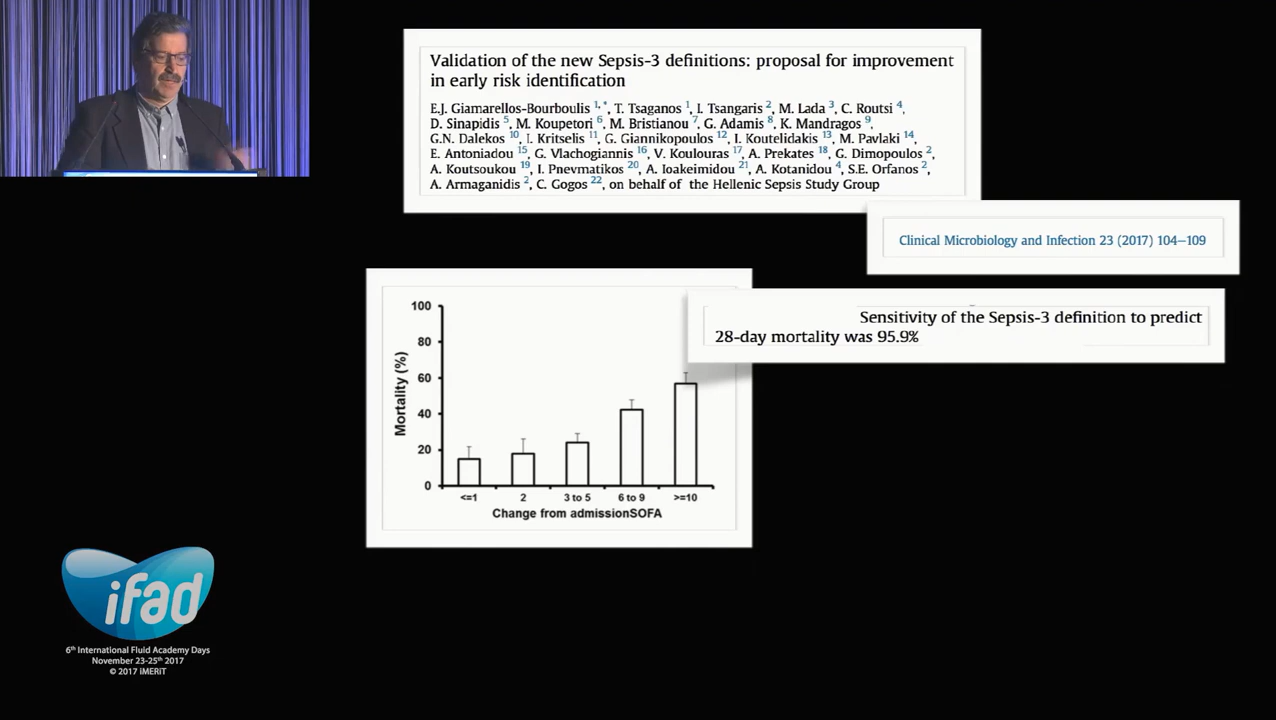 Validation of the new Sepsis-3 definitions: proposal for improvement
in early risk identification
E.J. Giamarellos-Bourboulis 1,*, T. Tsaganos 1, I. Tsangaris 2, M. Lada 3, C. Routsi 4,
D. Sinapidis 5, M. Koupetori 6, M. Bristianou 7, G. Adamis 8, K. Mandragos 9,
G.N. Dalekos 10, I. Kritselis 11, G. Giannikopoulos 12, I. Koutelidakis 13, M. Pavlaki 14,
E. Antoniadou 15, G. Vlachogiannis 16, V. Koulouras 17, A. Prekates 18, G. Dimopoulos 2,
A. Koutsoukou 19, I. Pnevmatikos 20, A. Ioakeimidou 21, A. Kotanidou 4, S.E. Orfanos 2,
A. Armaganidis 2, C. Gogos 22, on behalf of the Hellenic Sepsis Study Group
Clinical Microbiology and Infection 23 (2017) 104–109
Sensitivity of the Sepsis-3 definition to predict
28-day mortality was 95.9%
Mortality (%)
100
80
60
40
20
0
<=1 2 3 to 5 6 to 9 >=10
Change from admissionSOFA
ifad
6th International Fluid Academy Days
November 23-25th 2017
© 2017 iMERiT